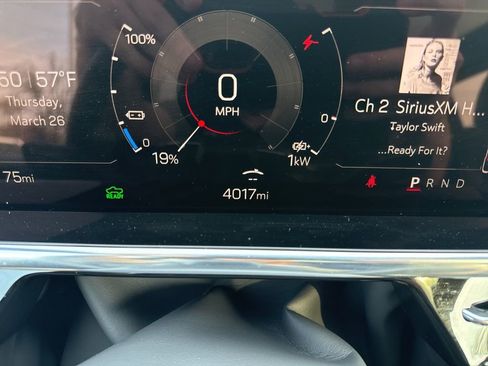 100%
50 | 57°F
Thursday,
March 26
0
MPH
0
19%
0
1kW
Ch 2 SiriusXM H...
Taylor Swift
...Ready For It?
75mi
READY
4017mi
P R N D